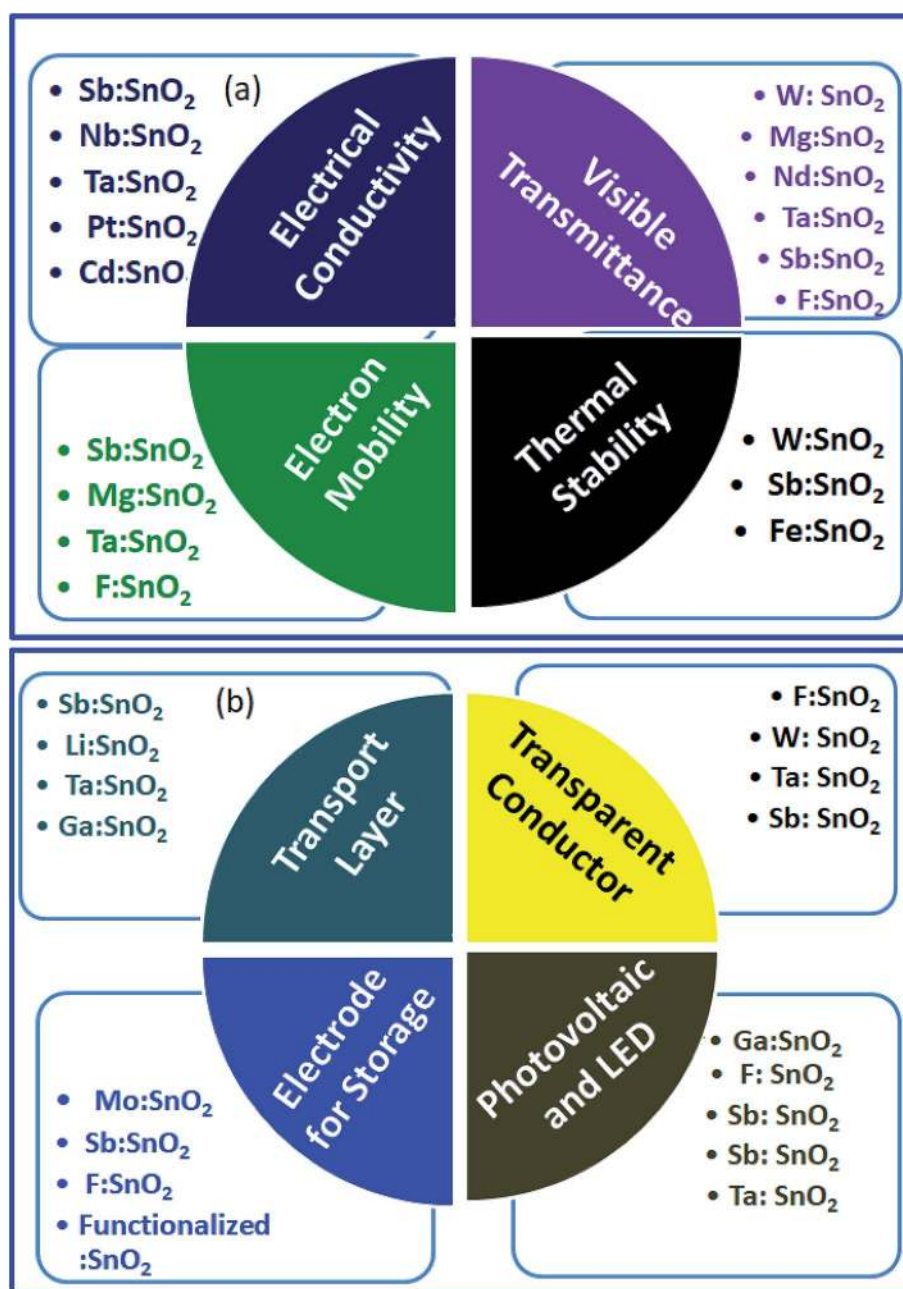 (a)
• Sb:SnO₂
• Nb:SnO₂
• Ta:SnO₂
• Pt:SnO₂
• Cd:SnO₂
Electrical
Conductivity
Visible
Transmittance
• W: SnO₂
• Mg:SnO₂
• Nd:SnO₂
• Ta:SnO₂
• Sb:SnO₂
• F:SnO₂
• Sb:SnO₂
• Mg:SnO₂
• Ta:SnO₂
• F:SnO₂
Electron
Mobility
Thermal
Stability
• W:SnO₂
• Sb:SnO₂
• Fe:SnO₂
(b)
• Sb:SnO₂
• Li:SnO₂
• Ta:SnO₂
• Ga:SnO₂
Transport
Layer
Transparent
Conductor
• F:SnO₂
• W: SnO₂
• Ta: SnO₂
• Sb: SnO₂
• Mo:SnO₂
• Sb:SnO₂
• F:SnO₂
• Functionalized
:SnO₂
Electrode
for Storage
Photovoltaic
and LED
• Ga:SnO₂
• F: SnO₂
• Sb: SnO₂
• Sb: SnO₂
• Ta: SnO₂